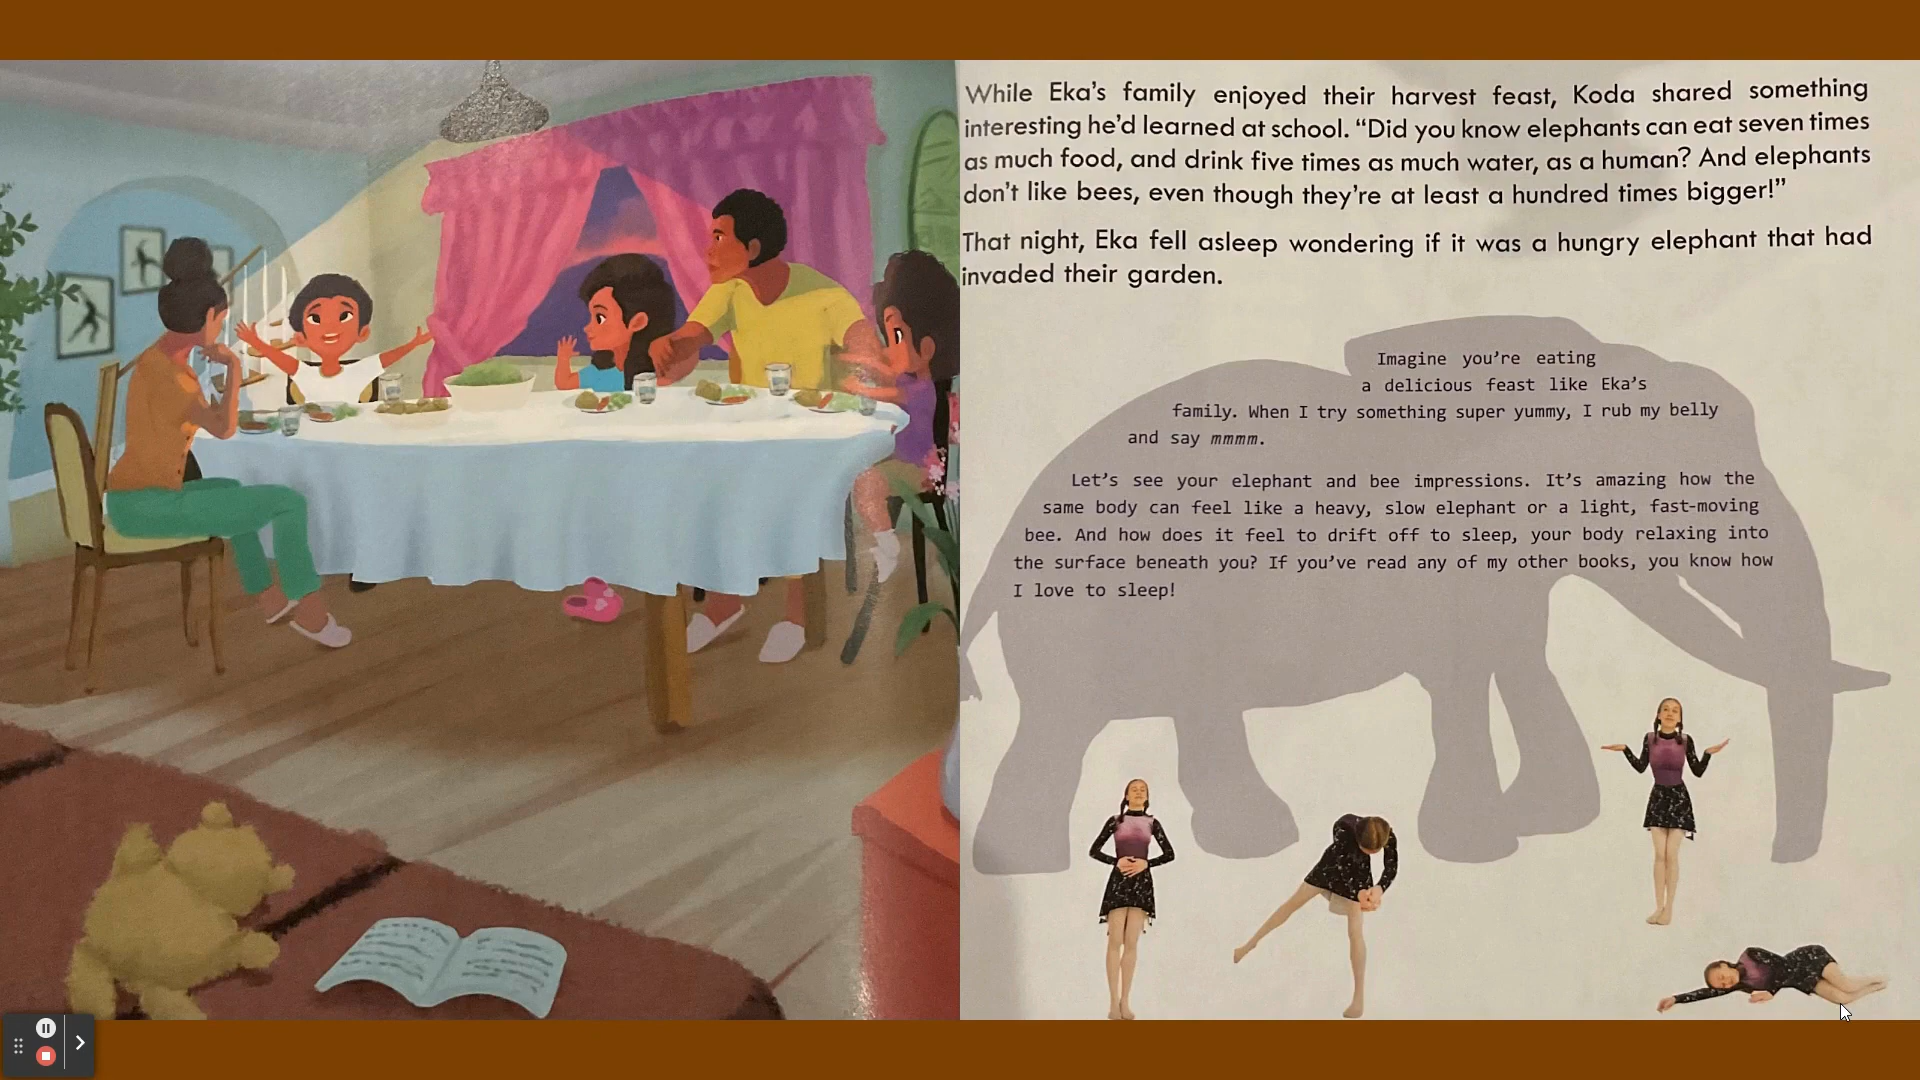 While Eka’s family enjoyed their harvest feast, Koda shared something
interesting he’d learned at school. “Did you know elephants can eat seven times
as much food, and drink five times as much water, as a human? And elephants
don’t like bees, even though they’re at least a hundred times bigger!”
That night, Eka fell asleep wondering if it was a hungry elephant that had
invaded their garden.
Imagine you’re eating
a delicious feast like Eka’s
family. When I try something super yummy, I rub my belly
and say mmmm.
Let’s see your elephant and bee impressions. It’s amazing how the
same body can feel like a heavy, slow elephant or a light, fast-moving
bee. And how does it feel to drift off to sleep, your body relaxing into
the surface beneath you? If you’ve read any of my other books, you know how
I love to sleep!